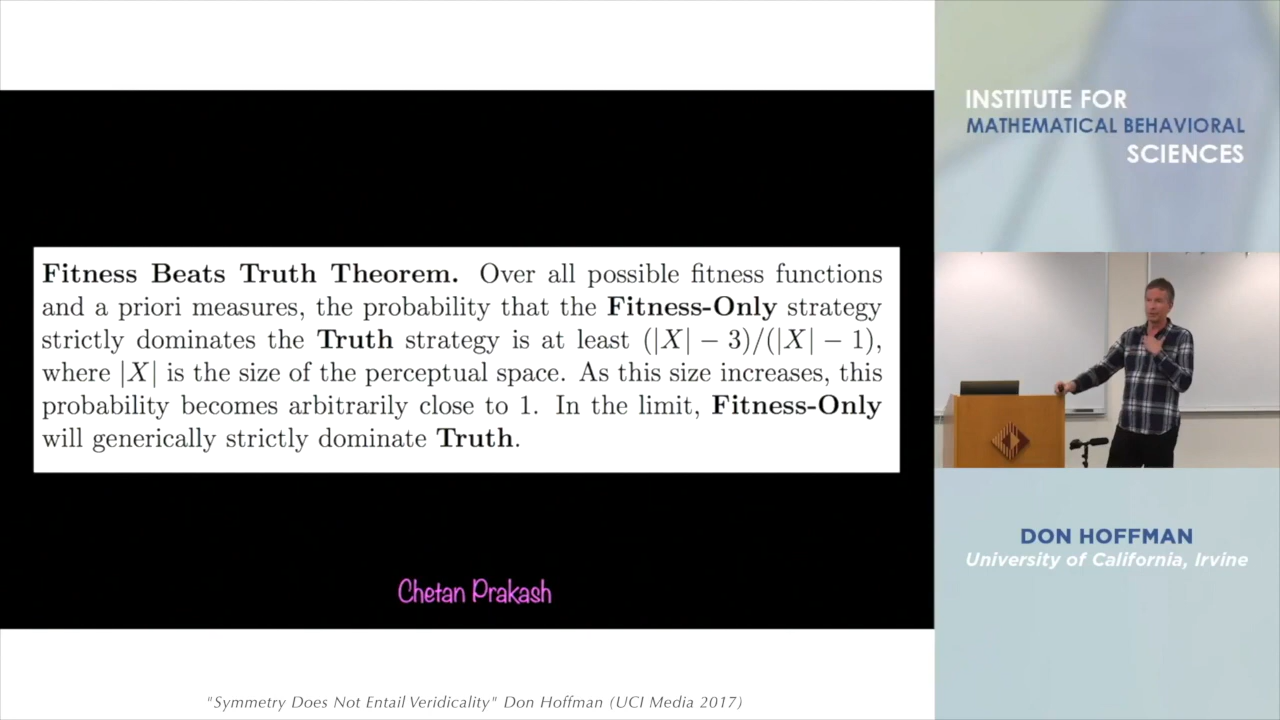 Fitness Beats Truth Theorem. Over all possible fitness functions
and a priori measures, the probability that the Fitness-Only strategy
strictly dominates the Truth strategy is at least (|X| − 3)/(|X| − 1),
where |X| is the size of the perceptual space. As this size increases, this
probability becomes arbitrarily close to 1. In the limit, Fitness-Only
will generically strictly dominate Truth.
Chetan Prakash
"Symmetry Does Not Entail Veridicality" Don Hoffman (UCI Media 2017)
INSTITUTE FOR
MATHEMATICAL BEHAVIORAL
SCIENCES
DON HOFFMAN
University of California, Irvine